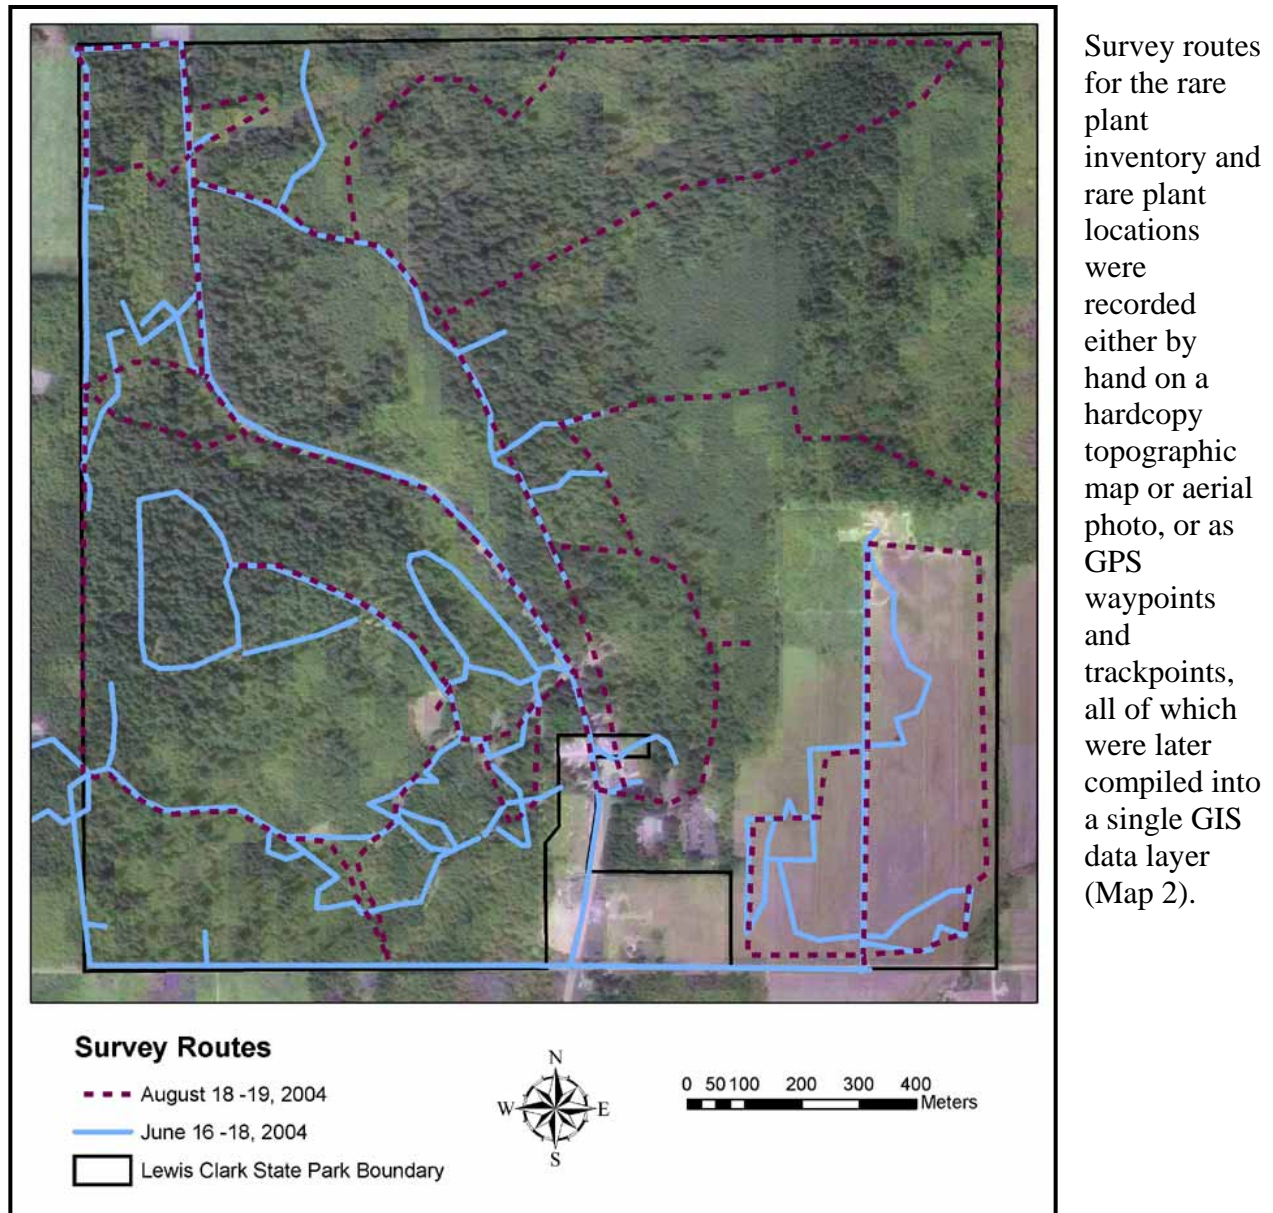 Survey routes
for the rare
plant
inventory and
rare plant
locations
were
recorded
either by
hand on a
hardcopy
topographic
map or aerial
photo, or as
GPS
waypoints
and
trackpoints,
all of which
were later
compiled into
a single GIS
data layer
(Map 2).
Survey Routes
August 18 -19, 2004
June 16 -18, 2004
Lewis Clark State Park Boundary
N
W E
S
0 50 100 200 300 400
Meters